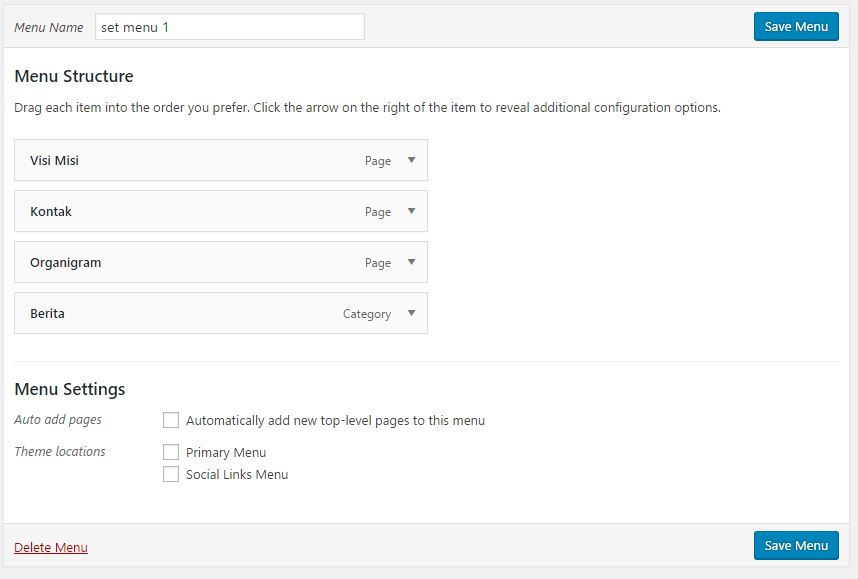 Menu Name set menu 1 Save Menu
Menu Structure
Drag each item into the order you prefer. Click the arrow on the right of the item to reveal additional configuration options.
Visi Misi Page
Kontak Page
Organigram Page
Berita Category
Menu Settings
Auto add pages Automatically add new top-level pages to this menu
Theme locations Primary Menu
Social Links Menu
Delete Menu Save Menu